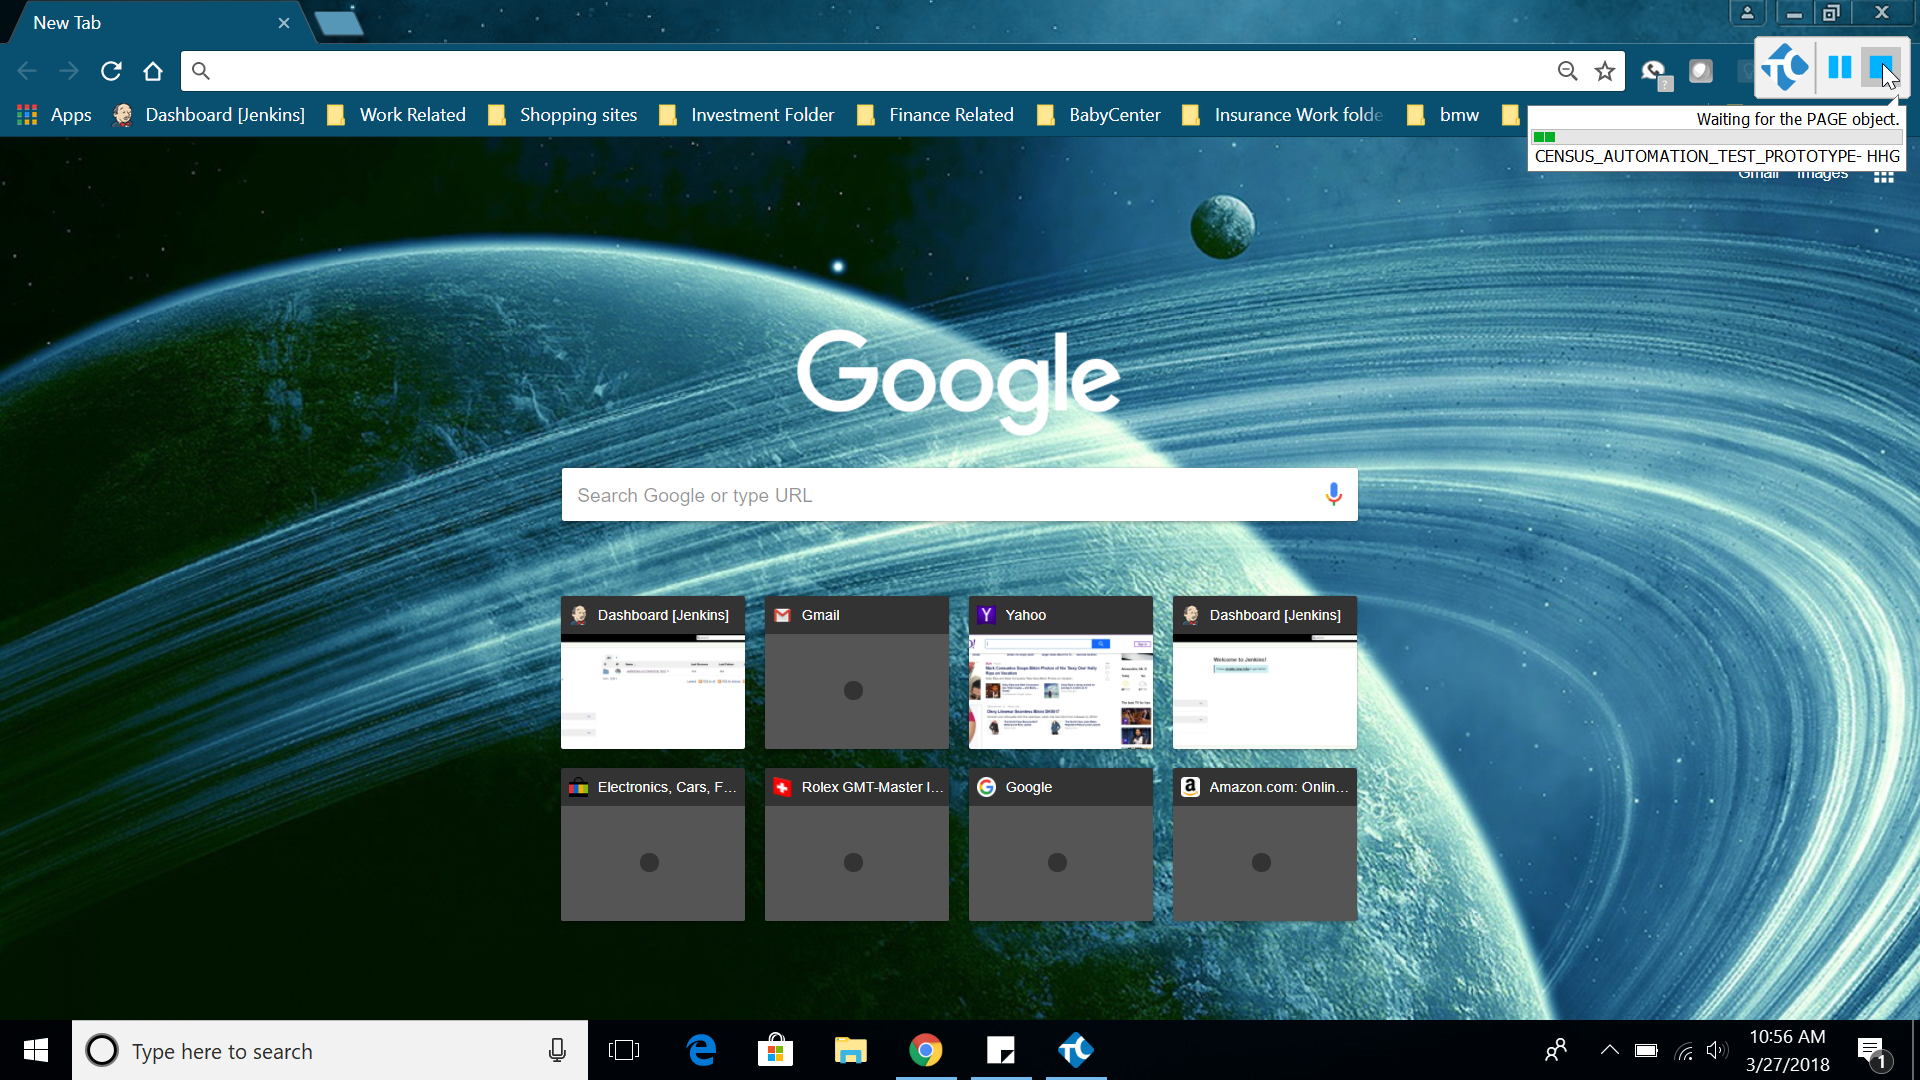 New Tab
Apps
Dashboard [Jenkins]
Work Related
Shopping sites
Investment Folder
Finance Related
BabyCenter
Insurance Work folde
bmw
Waiting for the PAGE object.
CENSUS_AUTOMATION_TEST_PROTOTYPE- HHG
Gmail
Images
Google
Search Google or type URL
Dashboard [Jenkins]
Gmail
Yahoo
Dashboard [Jenkins]
Welcome to Jenkins!
Electronics, Cars, F...
Rolex GMT-Master I...
Google
Amazon.com: Onlin...
Type here to search
10:56 AM
3/27/2018
1